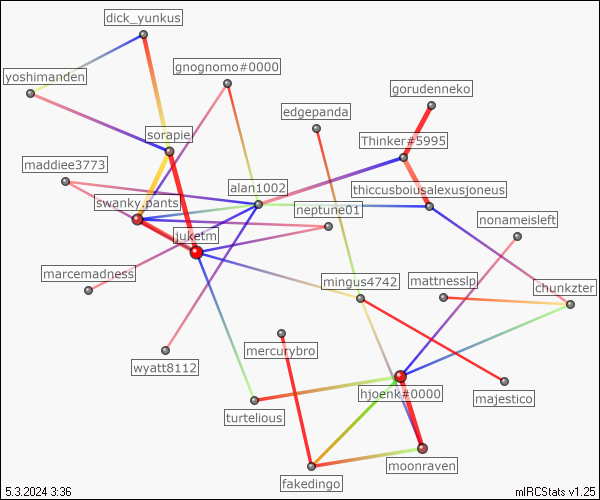 dick_yunkus
gnognomo#0000
yoshimanden
gorudenneko
edgepanda
sorapie
Thinker#5995
maddiee3773
alan1002
thiccusbousalexusjoneus
swanky.pants
neptune01
nonameisleft
juketm
marcemadness
mingus4742
mattnesslp
chunkzter
mercurybro
wyatt8112
hjoenk#0000
majestico
turtelious
moonraven
fakedingo
5.3.2024 3:36
mIRCStats v1.25